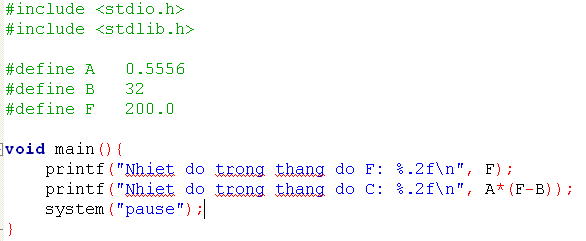 #include <stdio.h>
#include <stdlib.h>
#define A   0.5556
#define B   32
#define F   200.0
void main(){
    printf("Nhiet do trong thang do F: %.2f\n", F);
    printf("Nhiet do trong thang do C: %.2f\n", A*(F-B));
    system("pause");
}